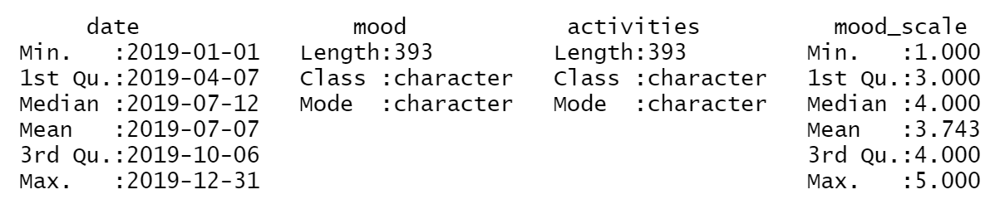 date mood activities mood_scale
Min. :2019-01-01 Length:393 Length:393 Min. :1.000
1st Qu.:2019-04-07 Class :character Class :character 1st Qu.:3.000
Median :2019-07-12 Mode :character Mode :character Median :4.000
Mean :2019-07-07 Mean :3.743
3rd Qu.:2019-10-06 3rd Qu.:4.000
Max. :2019-12-31 Max. :5.000